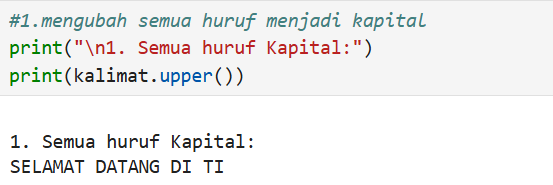 #1.mengubah semua huruf menjadi kapital
print("\n1. Semua huruf Kapital:")
print(kalimat.upper())
1. Semua huruf Kapital:
SELAMAT DATANG DI TI